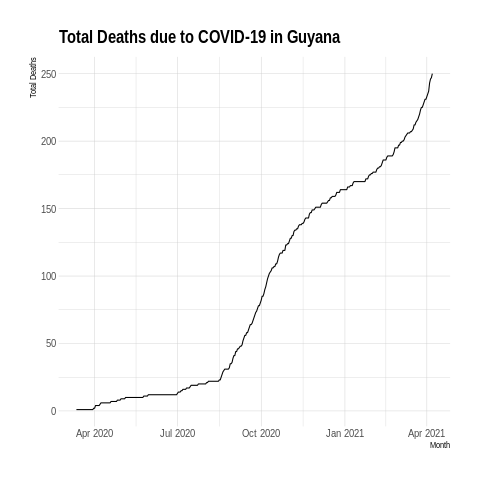 Total Deaths due to COVID-19 in Guyana
Total Deaths
250
200
150
100
50
0
Apr 2020 Jul 2020 Oct 2020 Jan 2021 Apr 2021
Month